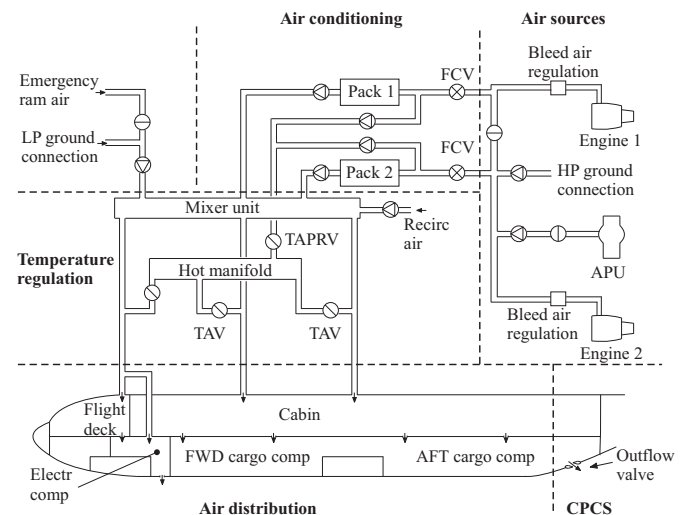 Air conditioning
Air sources
Emergency
ram air
LP ground
connection
Pack 1
FCV
Bleed air
regulation
Engine 1
FCV
Pack 2
HP ground
connection
Mixer unit
Recirc
air
TAPRV
Temperature
regulation
Hot manifold
TAV
TAV
APU
Bleed air
regulation
Engine 2
Flight
deck
Cabin
FWD cargo comp
AFT cargo comp
Electr
comp
Outflow
valve
Air distribution
CPCS